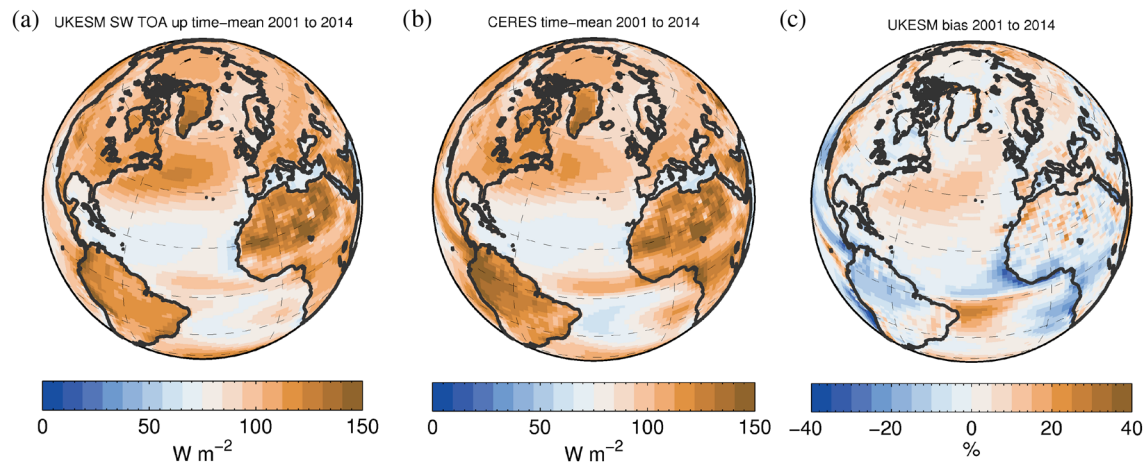 (a) UKESM SW TOA up time-mean 2001 to 2014
(b) CERES time-mean 2001 to 2014
(c) UKESM bias 2001 to 2014
0 50 100 150
W m⁻²
0 50 100 150
W m⁻²
−40 −20 0 20 40
%